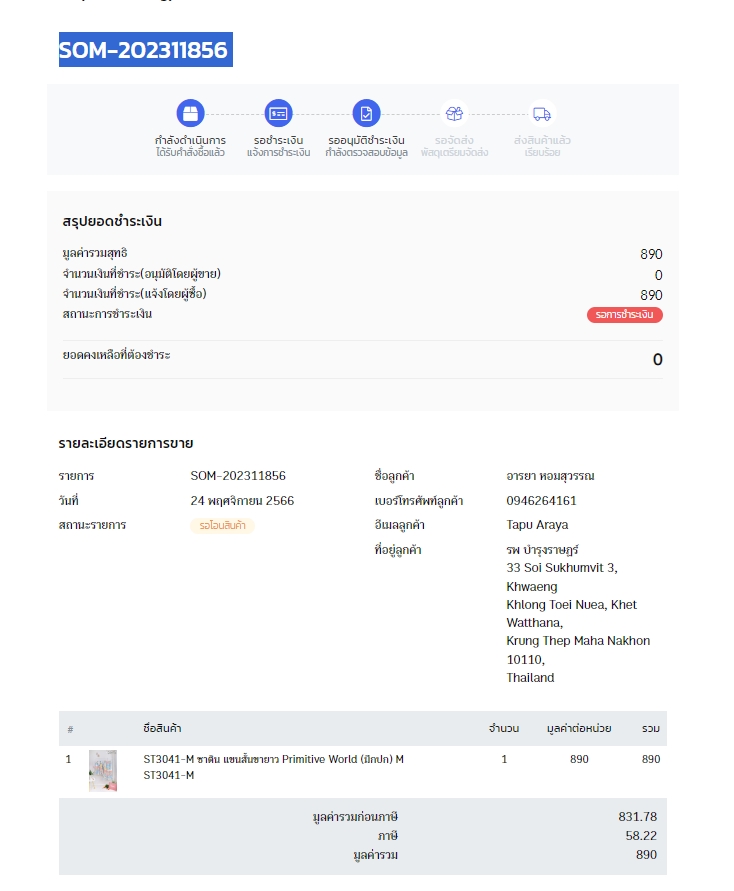 SOM-202311856
กำลังดำเนินการ
ได้รับคำสั่งซื้อแล้ว
รอชำระเงิน
แจ้งการชำระเงิน
รออนุมัติชำระเงิน
กำลังตรวจสอบข้อมูล
รอจัดส่ง
พัสดุเตรียมจัดส่ง
ส่งสินค้าแล้ว
เรียบร้อย
สรุปยอดชำระเงิน
มูลค่ารวมสุทธิ 890
จำนวนเงินที่ชำระ(อนุมัติโดยผู้ขาย) 0
จำนวนเงินที่ชำระ(แจ้งโดยผู้ซื้อ) 890
สถานะการชำระเงิน รอการชำระเงิน
ยอดคงเหลือที่ต้องชำระ 0
รายละเอียดรายการขาย
รายการ SOM-202311856
วันที่ 24 พฤศจิกายน 2566
สถานะรายการ รอโอนสินค้า
ชื่อลูกค้า อารยา หอมสุวรรณ
เบอร์โทรศัพท์ลูกค้า 0946264161
อีเมลลูกค้า Tapu Araya
ที่อยู่ลูกค้า รพ บำรุงราษฎร์
33 Soi Sukhumvit 3,
Khwaeng
Khlong Toei Nuea, Khet
Watthana,
Krung Thep Maha Nakhon
10110,
Thailand
# ชื่อสินค้า จำนวน มูลค่าต่อหน่วย รวม
1 ST3041-M ซาติน แขนสั้นขายาว Primitive World (มีกปก) M 1 890 890
ST3041-M
มูลค่ารวมก่อนภาษี 831.78
ภาษี 58.22
มูลค่ารวม 890